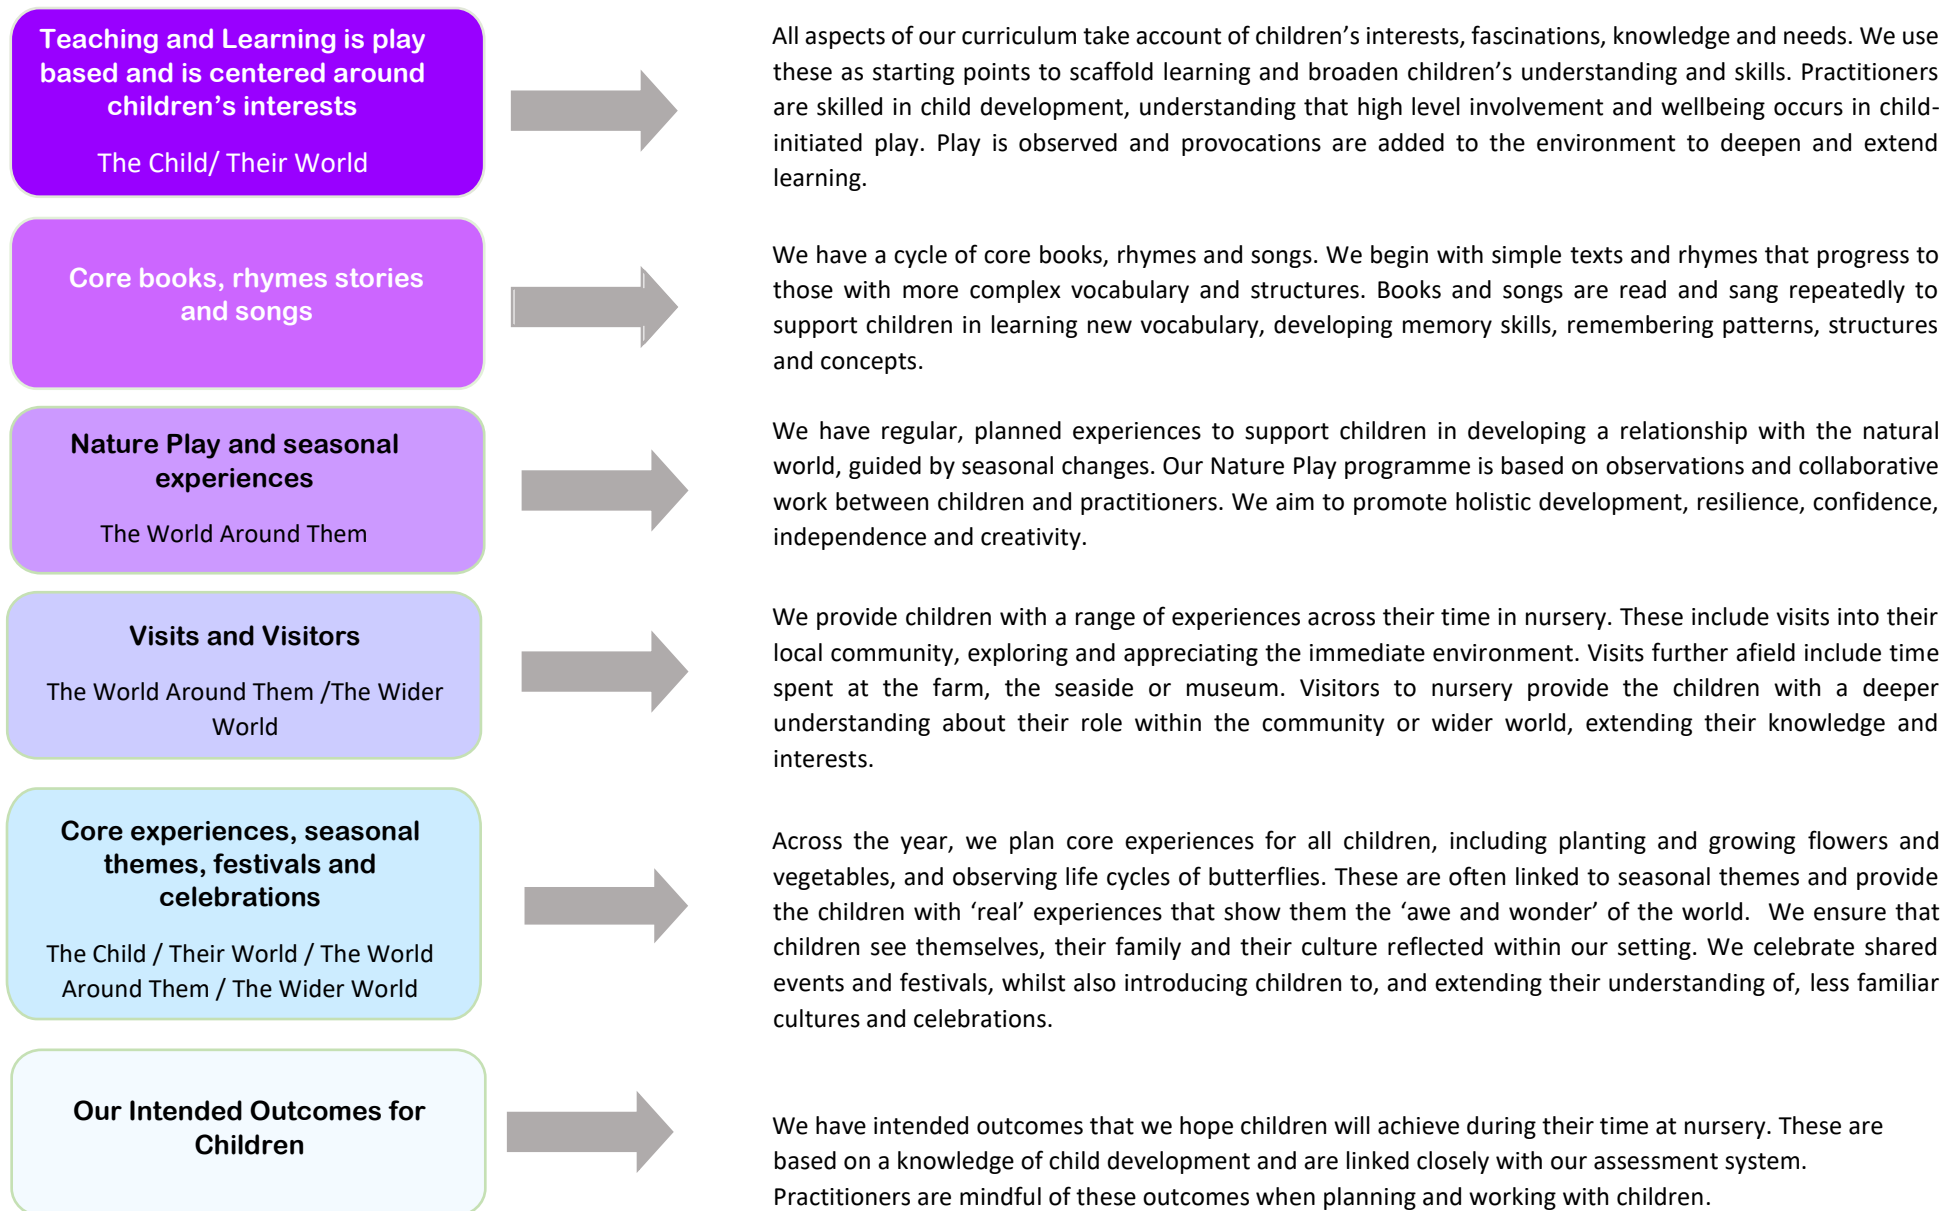 Teaching and Learning is play
based and is centered around
children's interests
The Child/ Their World
All aspects of our curriculum take account of children's interests, fascinations, knowledge and needs. We use
these as starting points to scaffold learning and broaden children's understanding and skills. Practitioners
are skilled in child development, understanding that high level involvement and wellbeing occurs in child-
initiated play. Play is observed and provocations are added to the environment to deepen and extend
learning.
Core books, rhymes stories
and songs
We have a cycle of core books, rhymes and songs. We begin with simple texts and rhymes that progress to
those with more complex vocabulary and structures. Books and songs are read and sang repeatedly to
support children in learning new vocabulary, developing memory skills, remembering patterns, structures
and concepts.
Nature Play and seasonal
experiences
The World Around Them
We have regular, planned experiences to support children in developing a relationship with the natural
world, guided by seasonal changes. Our Nature Play programme is based on observations and collaborative
work between children and practitioners. We aim to promote holistic development, resilience, confidence,
independence and creativity.
Visits and Visitors
The World Around Them /The Wider
World
We provide children with a range of experiences across their time in nursery. These include visits into their
local community, exploring and appreciating the immediate environment. Visits further afield include time
spent at the farm, the seaside or museum. Visitors to nursery provide the children with a deeper
understanding about their role within the community or wider world, extending their knowledge and
interests.
Core experiences, seasonal
themes, festivals and
celebrations
The Child / Their World / The World
Around Them / The Wider World
Across the year, we plan core experiences for all children, including planting and growing flowers and
vegetables, and observing life cycles of butterflies. These are often linked to seasonal themes and provide
the children with 'real' experiences that show them the 'awe and wonder' of the world. We ensure that
children see themselves, their family and their culture reflected within our setting. We celebrate shared
events and festivals, whilst also introducing children to, and extending their understanding of, less familiar
cultures and celebrations.
Our Intended Outcomes for
Children
We have intended outcomes that we hope children will achieve during their time at nursery. These are
based on a knowledge of child development and are linked closely with our assessment system.
Practitioners are mindful of these outcomes when planning and working with children.